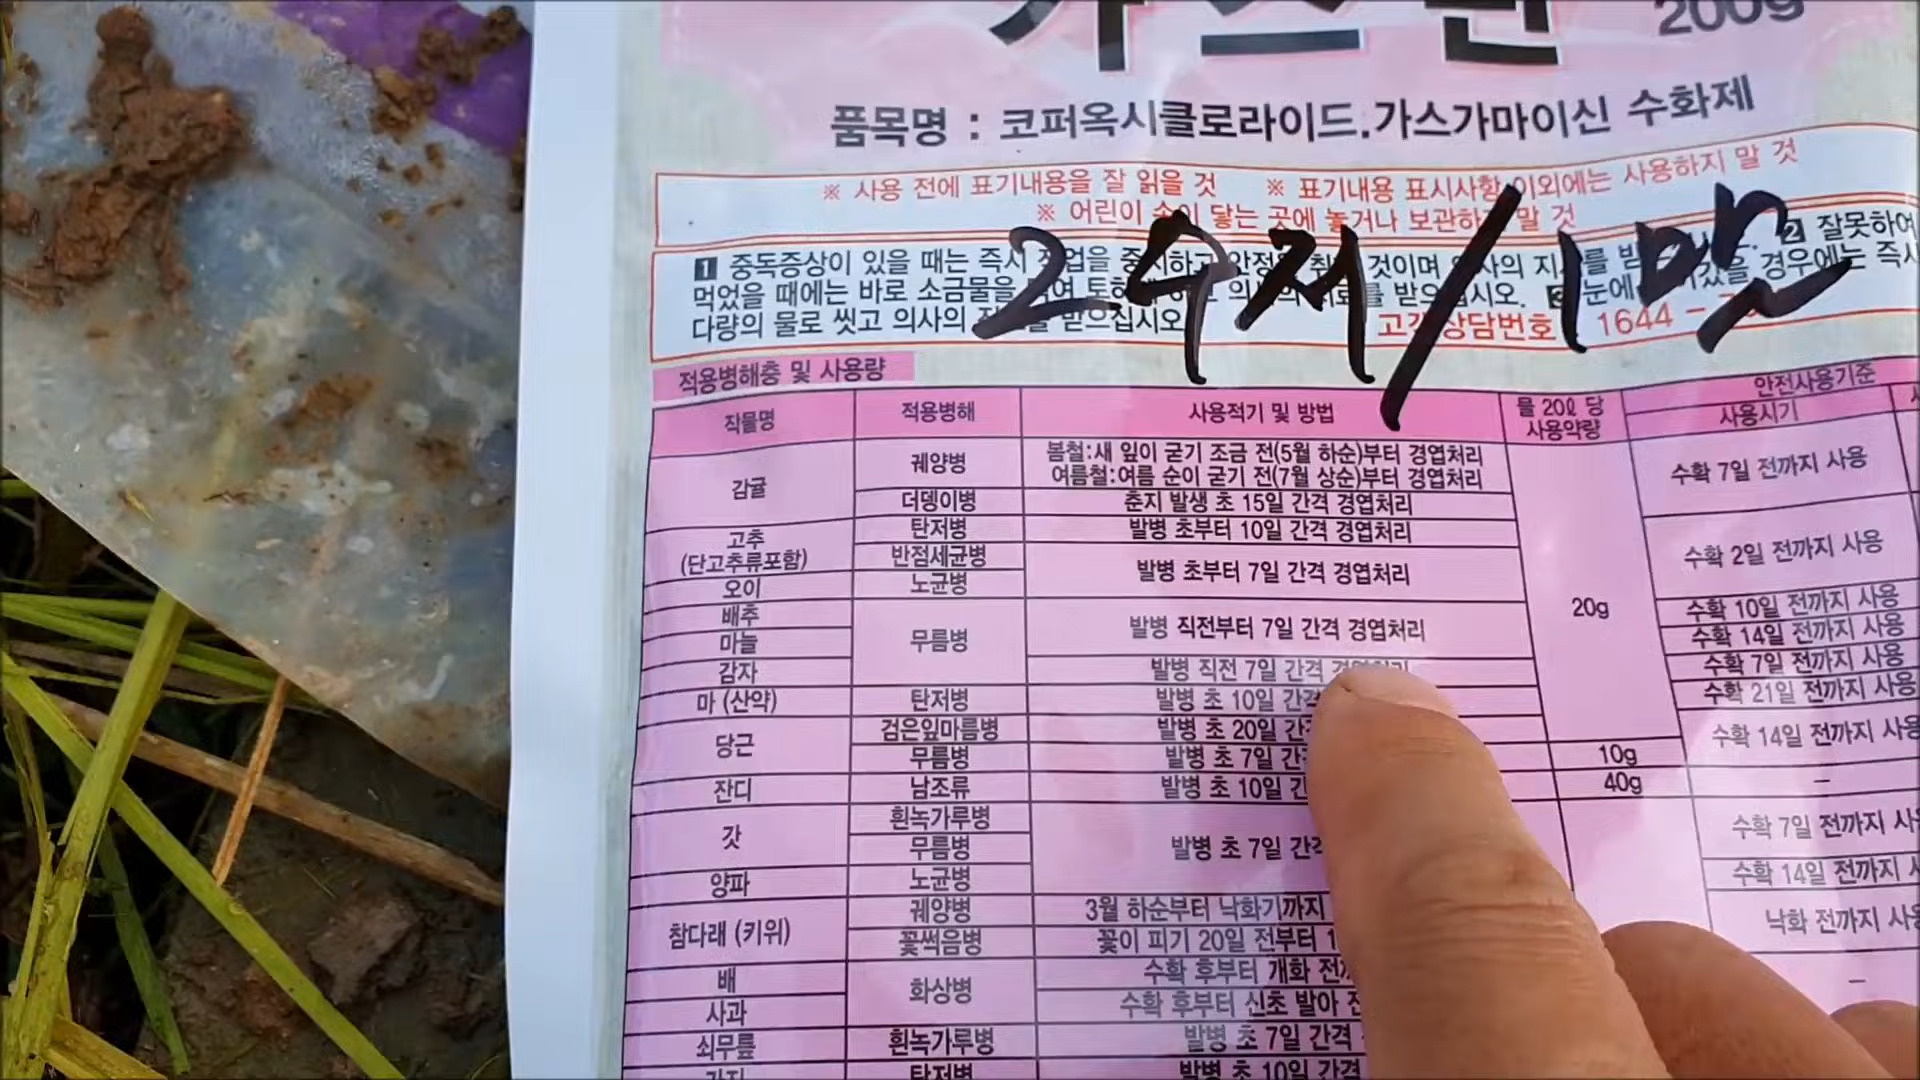 200g
품목명 : 코퍼옥시클로라이드.가스가마이신 수화제
※ 사용 전에 표기내용을 잘 읽을 것 ※ 표기내용 표시사항 이외에는 사용하지 말 것
※ 어린이 손이 닿는 곳에 놓거나 보관하지 말 것
2수저/1말
1 중독증상이 있을 때는 즉시 작업을 중지하고 안정을 것이며 의사의 를 2 잘못하여
먹었을 때에는 바로 소금물을 먹여 의사의 를 받으십시오. 3 눈에 경우에는 즉시
다량의 물로 씻고 의사의 받으십시오
고객상담번호 1644 -
적용병해충 및 사용량
작물명 적용병해 사용적기 및 방법 물 20ℓ 당 사용약량 안전사용기준
사용시기
감귤 궤양병 봄철:새 잎이 굳기 조금 전(5월 하순)부터 경엽처리 20g 수확 7일 전까지 사용
여름철:여름 순이 굳기 전(7월 상순)부터 경엽처리
더뎅이병 춘지 발생 초 15일 간격 경엽처리
고추 (단고추류포함) 탄저병 발병 초부터 10일 간격 경엽처리 수확 2일 전까지 사용
반점세균병 발병 초부터 7일 간격 경엽처리
오이 노균병
배추 무름병 발병 직전부터 7일 간격 경엽처리 수확 10일 전까지 사용
마늘 수확 14일 전까지 사용
감자 발병 직전 7일 간격 경엽처리 수확 7일 전까지 사용
마 (산약) 탄저병 발병 초 10일 간격 수확 21일 전까지 사용
당근 검은잎마름병 발병 초 20일 수확 14일 전까지 사용
무름병 발병 초 7일 10g
잔디 남조류 발병 초 10일 40g –
갓 흰녹가루병 발병 초 7일 간격 수확 7일 전까지
무름병
양파 노균병 수확 14일 전까지
참다래 (키위) 궤양병 3월 하순부터 낙화기까지 낙화 전까지
꽃썩음병 꽃이 피기 20일 전부터
배 화상병 수확 후부터 개화 –
사과 수확 후부터 신초 발아
쇠무릎 흰녹가루병 발병 초 7일 간격
탄저병 발병 초 10일 간격